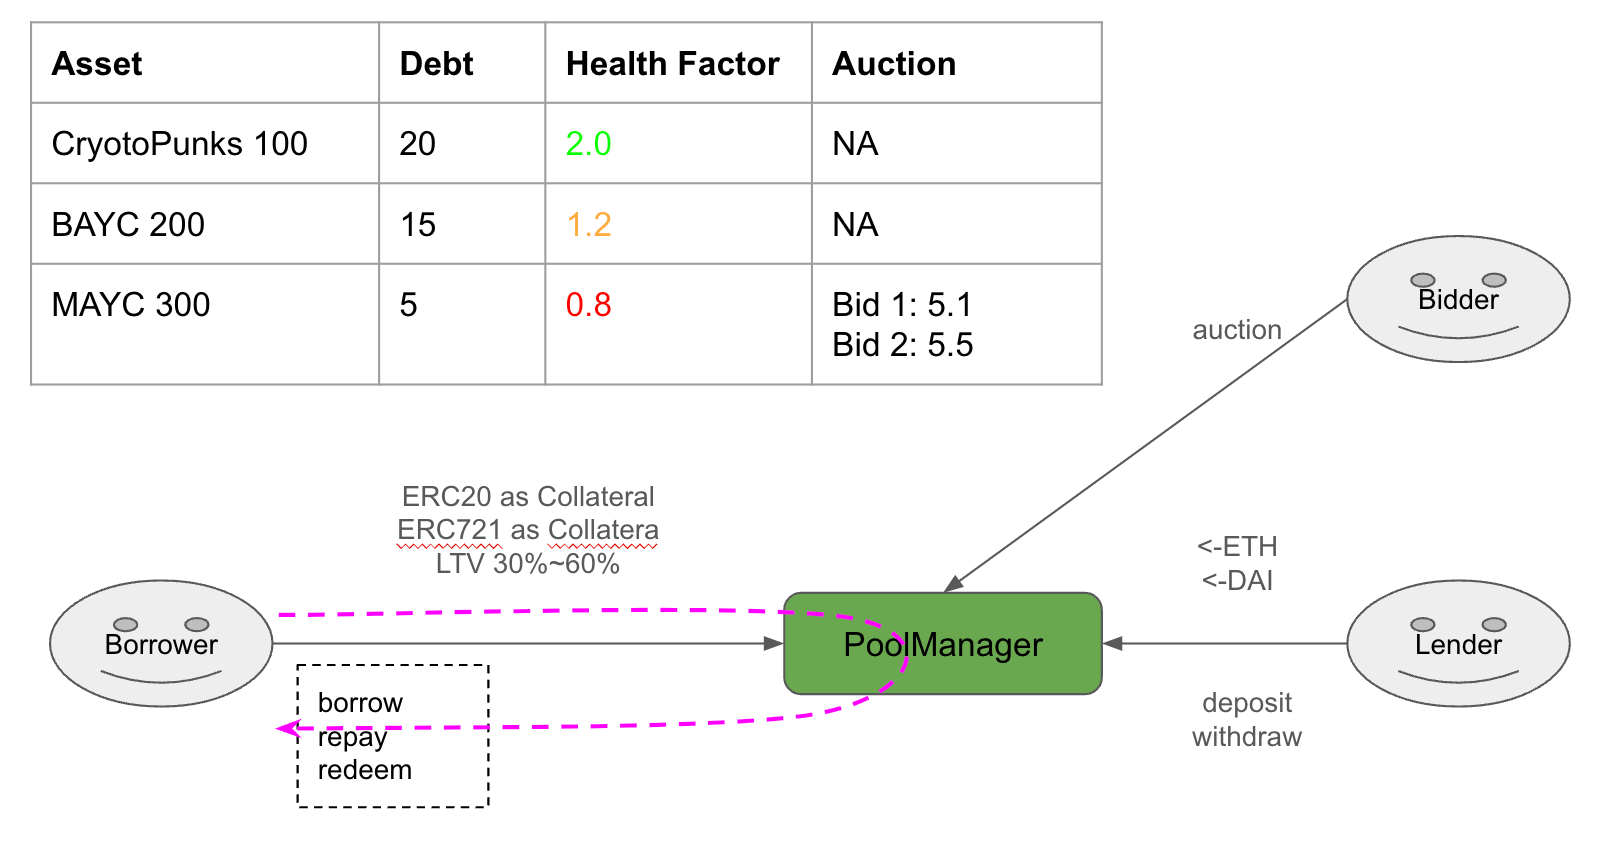 Asset Debt Health Factor Auction
CryotoPunks 100 20 2.0 NA
BAYC 200 15 1.2 NA
MAYC 300 5 0.8 Bid 1: 5.1
Bid 2: 5.5
Bidder
auction
ERC20 as Collateral
ERC721 as Collatera
LTV 30%~60%
<-ETH
<-DAI
Borrower
PoolManager
Lender
borrow
repay
redeem
deposit
withdraw